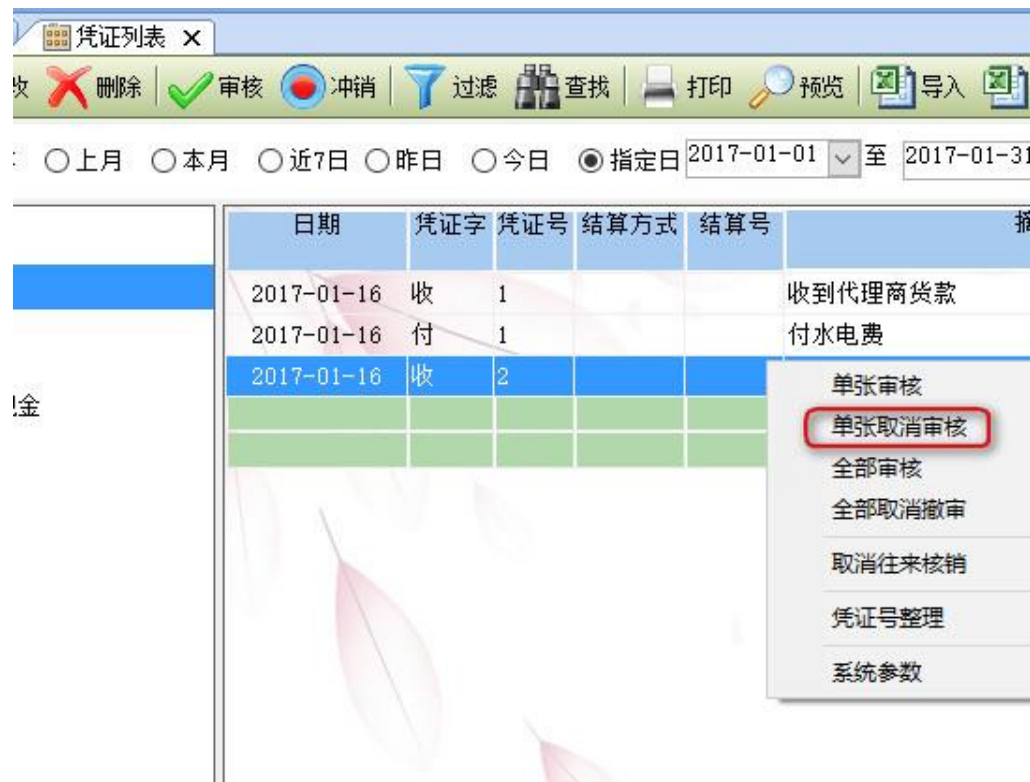 凭证列表 ×
改 删除 审核 冲销 过滤 查找 打印 预览 导入
上月 本月 近7日 昨日 今日 指定日 2017-01-01 至 2017-01-31
日期 凭证字 凭证号 结算方式 结算号 摘
2017-01-16 收 1 收到代理商货款
2017-01-16 付 1 付水电费
2017-01-16 收 2
现金
单张审核
单张取消审核
全部审核
全部取消撤审
取消往来核销
凭证号整理
系统参数